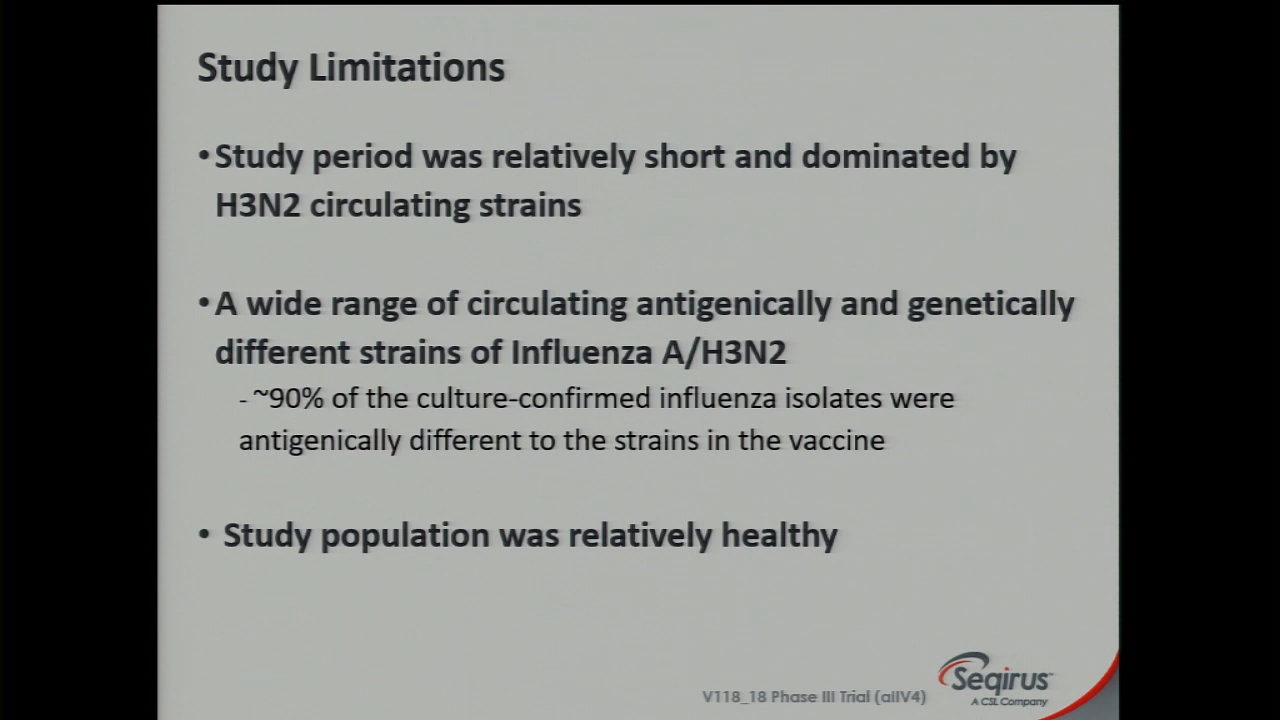 Study Limitations
•Study period was relatively short and dominated by
H3N2 circulating strains
•A wide range of circulating antigenically and genetically
different strains of Influenza A/H3N2
- ~90% of the culture-confirmed influenza isolates were
antigenically different to the strains in the vaccine
• Study population was relatively healthy
V118_18 Phase III Trial (aIIV4)
Seqirus™
A CSL Company